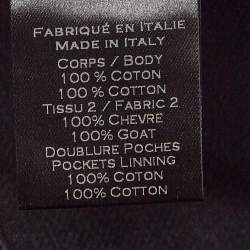 FABRIQUÉ EN ITALIE
MADE IN ITALY
CORPS / BODY
100 % COTON
100 % COTTON
TISSU 2 / FABRIC 2
100% CHEVRE
100% GOAT
DOUBLURE POCHES
POCKETS LINNING
100% COTON
100% COTTON